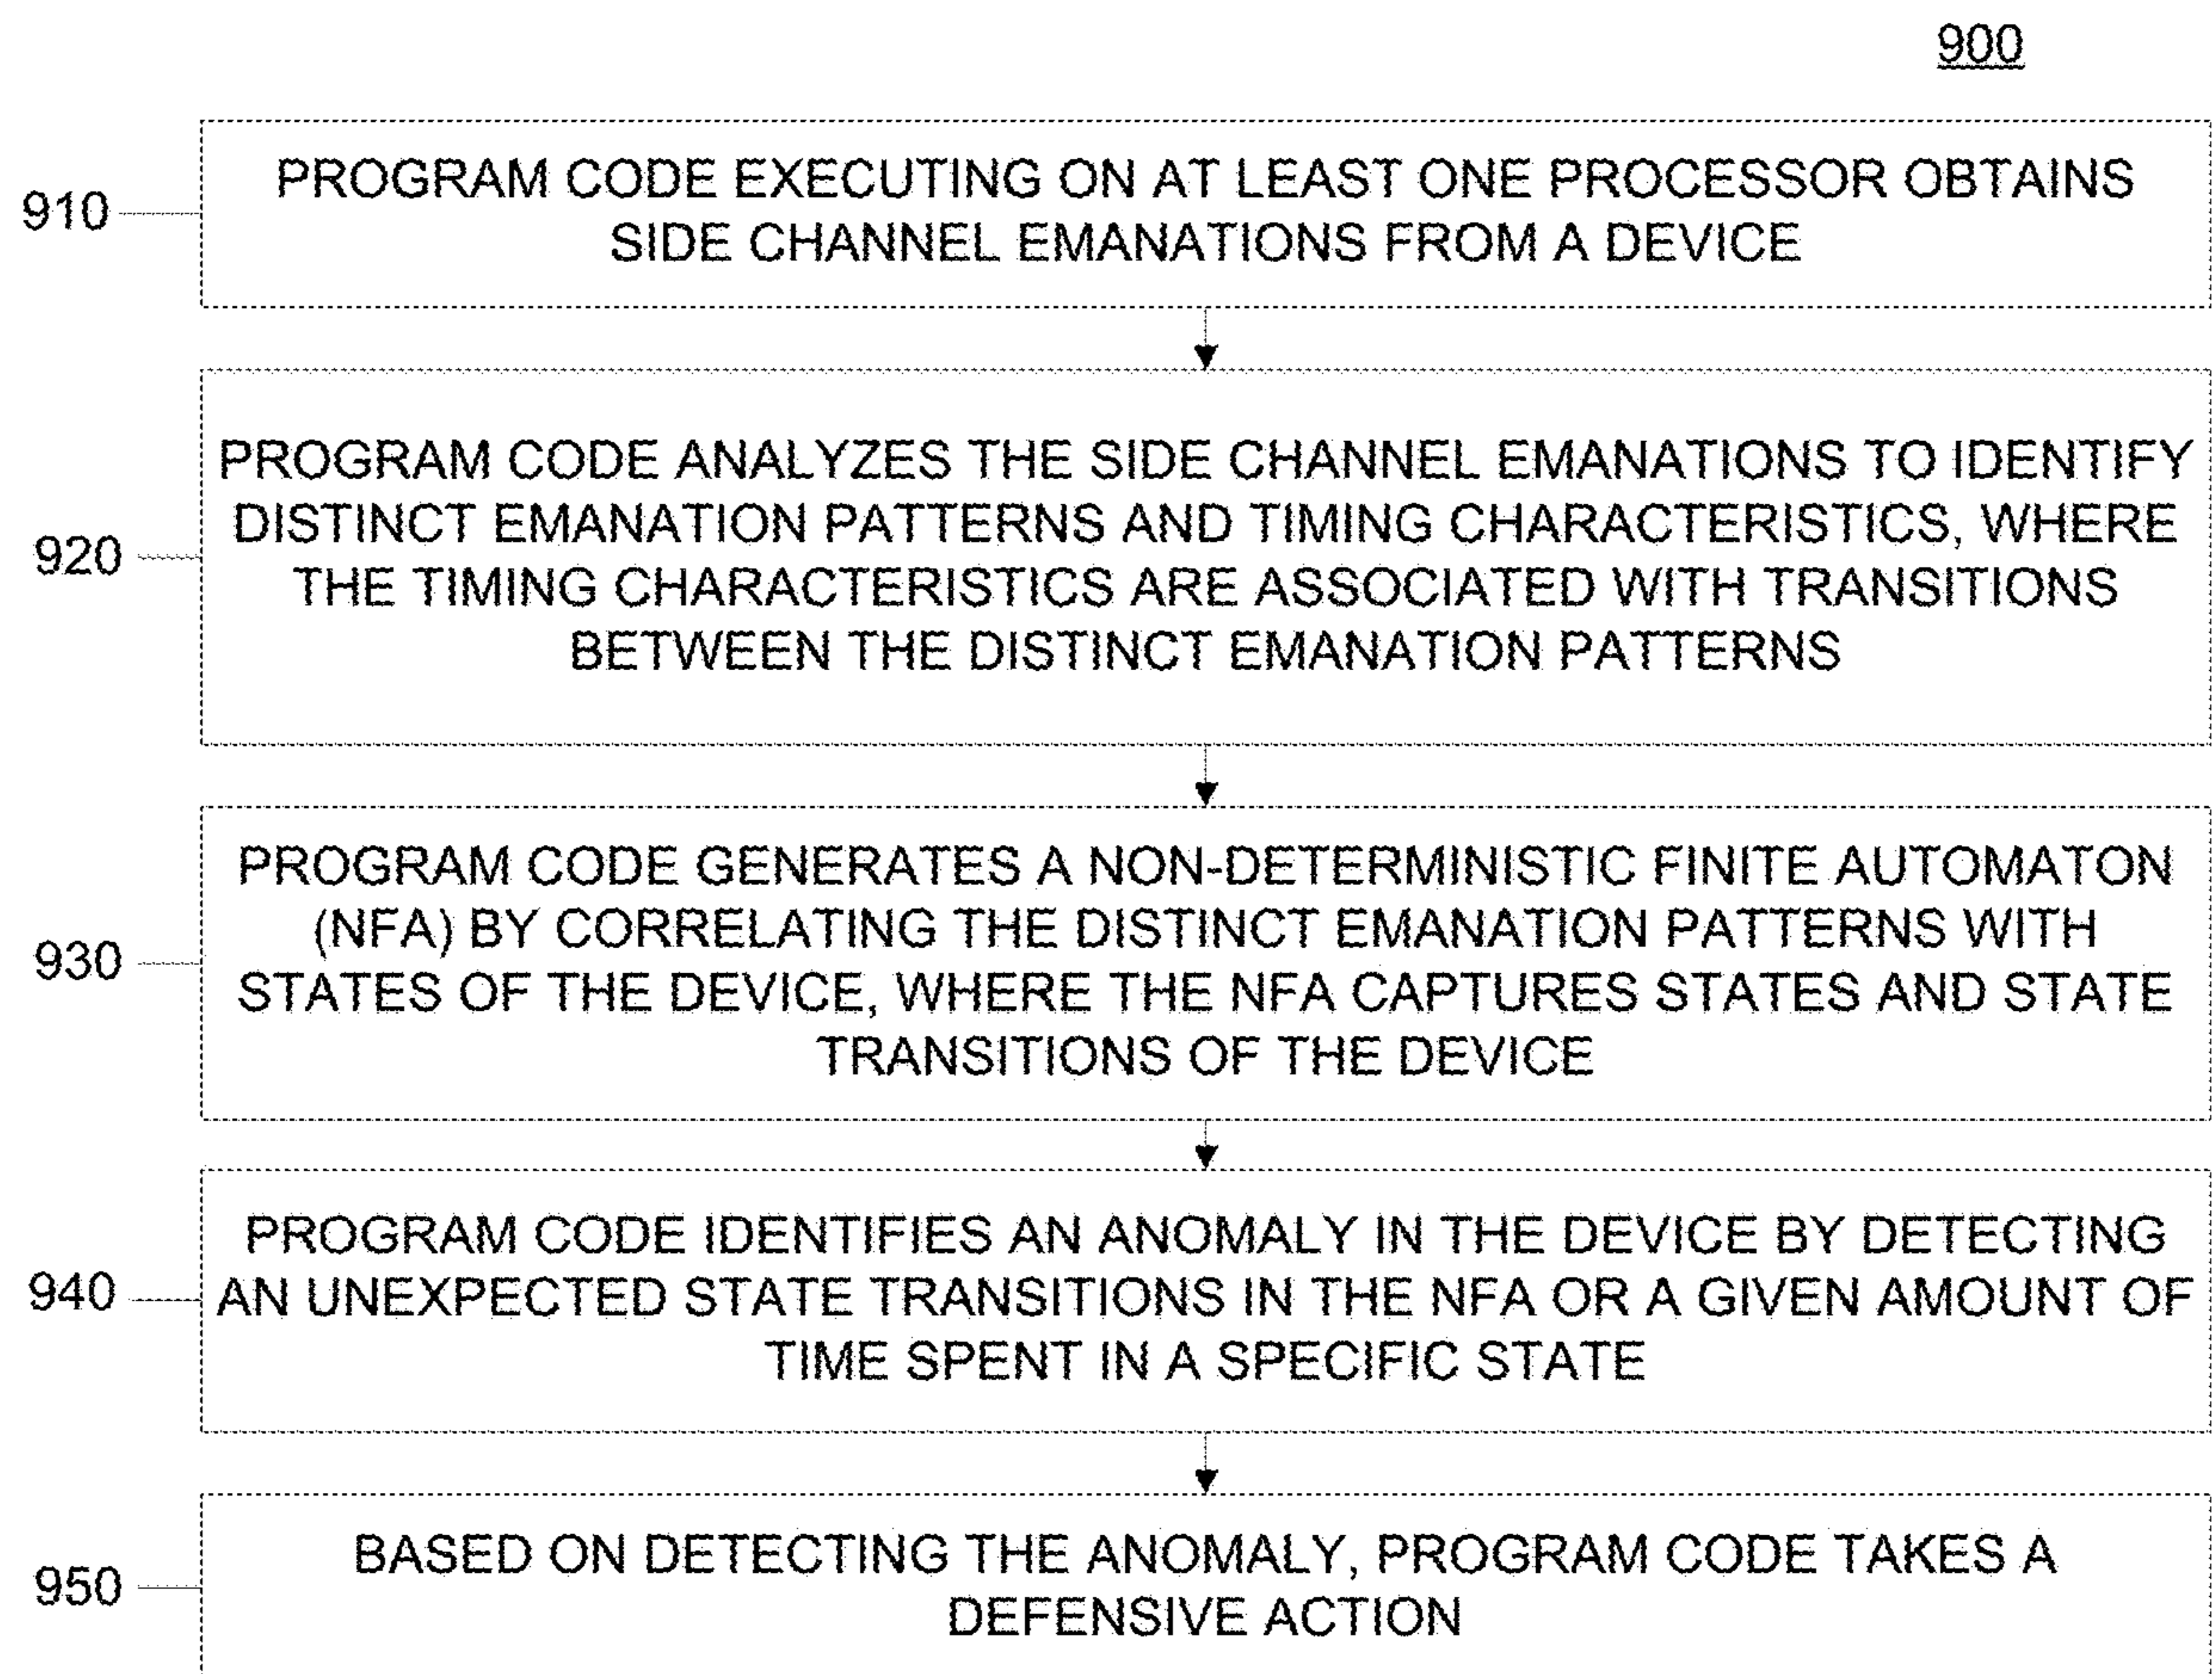 900
910
PROGRAM CODE EXECUTING ON AT LEAST ONE PROCESSOR OBTAINS
SIDE CHANNEL EMANATIONS FROM A DEVICE
920
PROGRAM CODE ANALYZES THE SIDE CHANNEL EMANATIONS TO IDENTIFY
DISTINCT EMANATION PATTERNS AND TIMING CHARACTERISTICS, WHERE
THE TIMING CHARACTERISTICS ARE ASSOCIATED WITH TRANSITIONS
BETWEEN THE DISTINCT EMANATION PATTERNS
930
PROGRAM CODE GENERATES A NON-DETERMINISTIC FINITE AUTOMATON
(NFA) BY CORRELATING THE DISTINCT EMANATION PATTERNS WITH
STATES OF THE DEVICE, WHERE THE NFA CAPTURES STATES AND STATE
TRANSITIONS OF THE DEVICE
940
PROGRAM CODE IDENTIFIES AN ANOMALY IN THE DEVICE BY DETECTING
AN UNEXPECTED STATE TRANSITIONS IN THE NFA OR A GIVEN AMOUNT OF
TIME SPENT IN A SPECIFIC STATE
950
BASED ON DETECTING THE ANOMALY, PROGRAM CODE TAKES A
DEFENSIVE ACTION